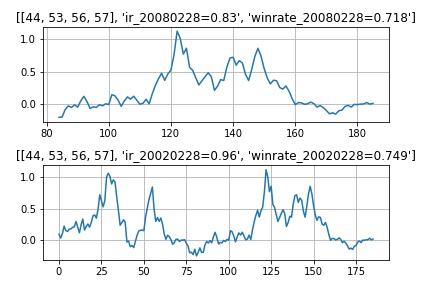 [[44, 53, 56, 57], 'ir_20080228=0.83', 'winrate_20080228=0.718']
1.0
0.5
0.0
80 100 120 140 160 180
[[44, 53, 56, 57], 'ir_20020228=0.96', 'winrate_20020228=0.749']
1.0
0.5
0.0
0 25 50 75 100 125 150 175